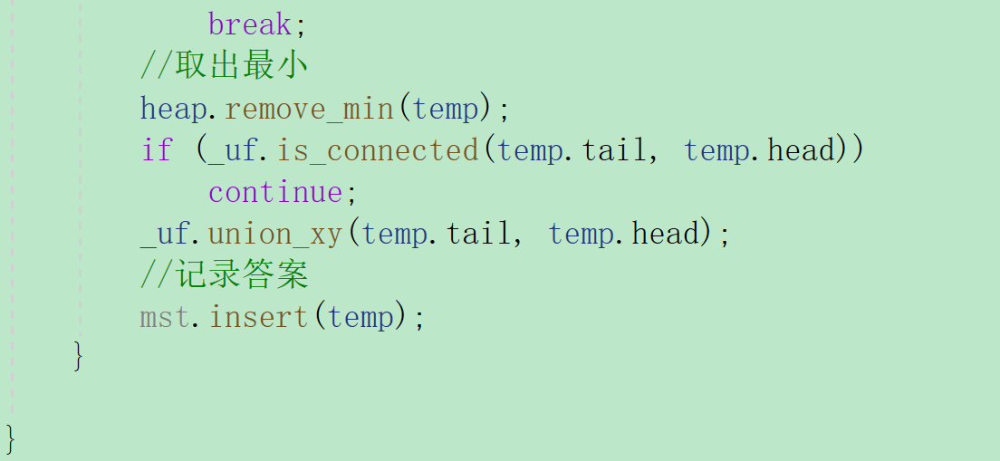 break;
//取出最小
heap.remove_min(temp);
if (_uf.is_connected(temp.tail, temp.head))
continue;
_uf.union_xy(temp.tail, temp.head);
//记录答案
mst.insert(temp);
}
}